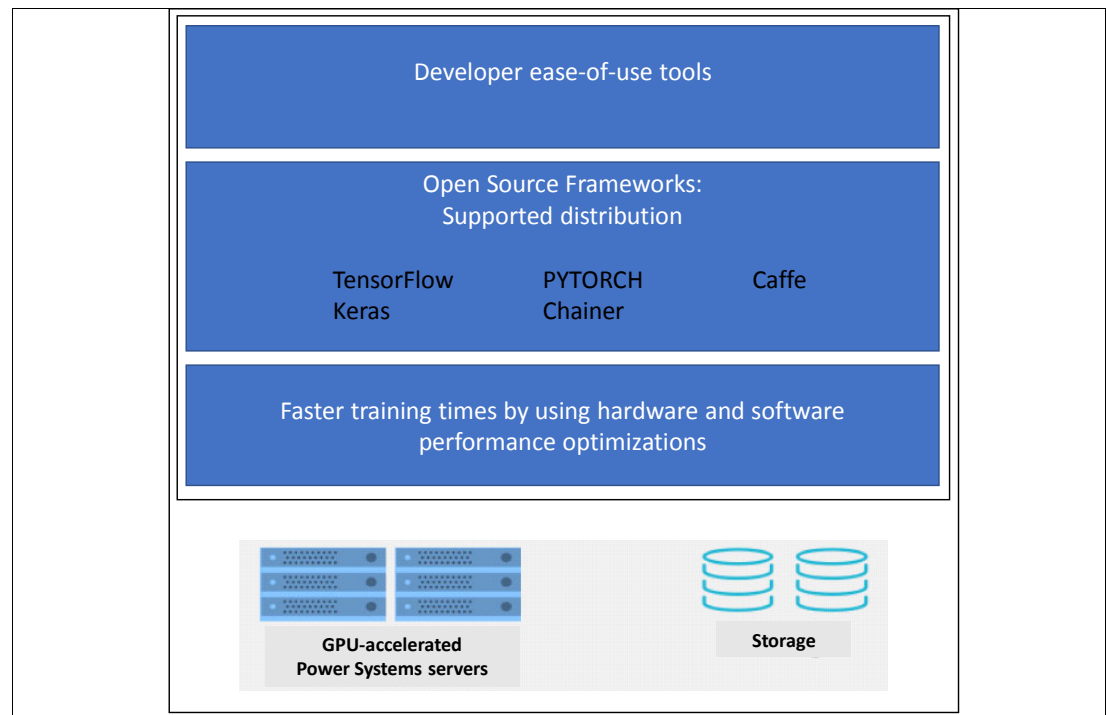 Developer ease-of-use tools
Open Source Frameworks:
Supported distribution
TensorFlow PYTORCH Caffe
Keras Chainer
Faster training times by using hardware and software
performance optimizations
GPU-accelerated
Power Systems servers
Storage